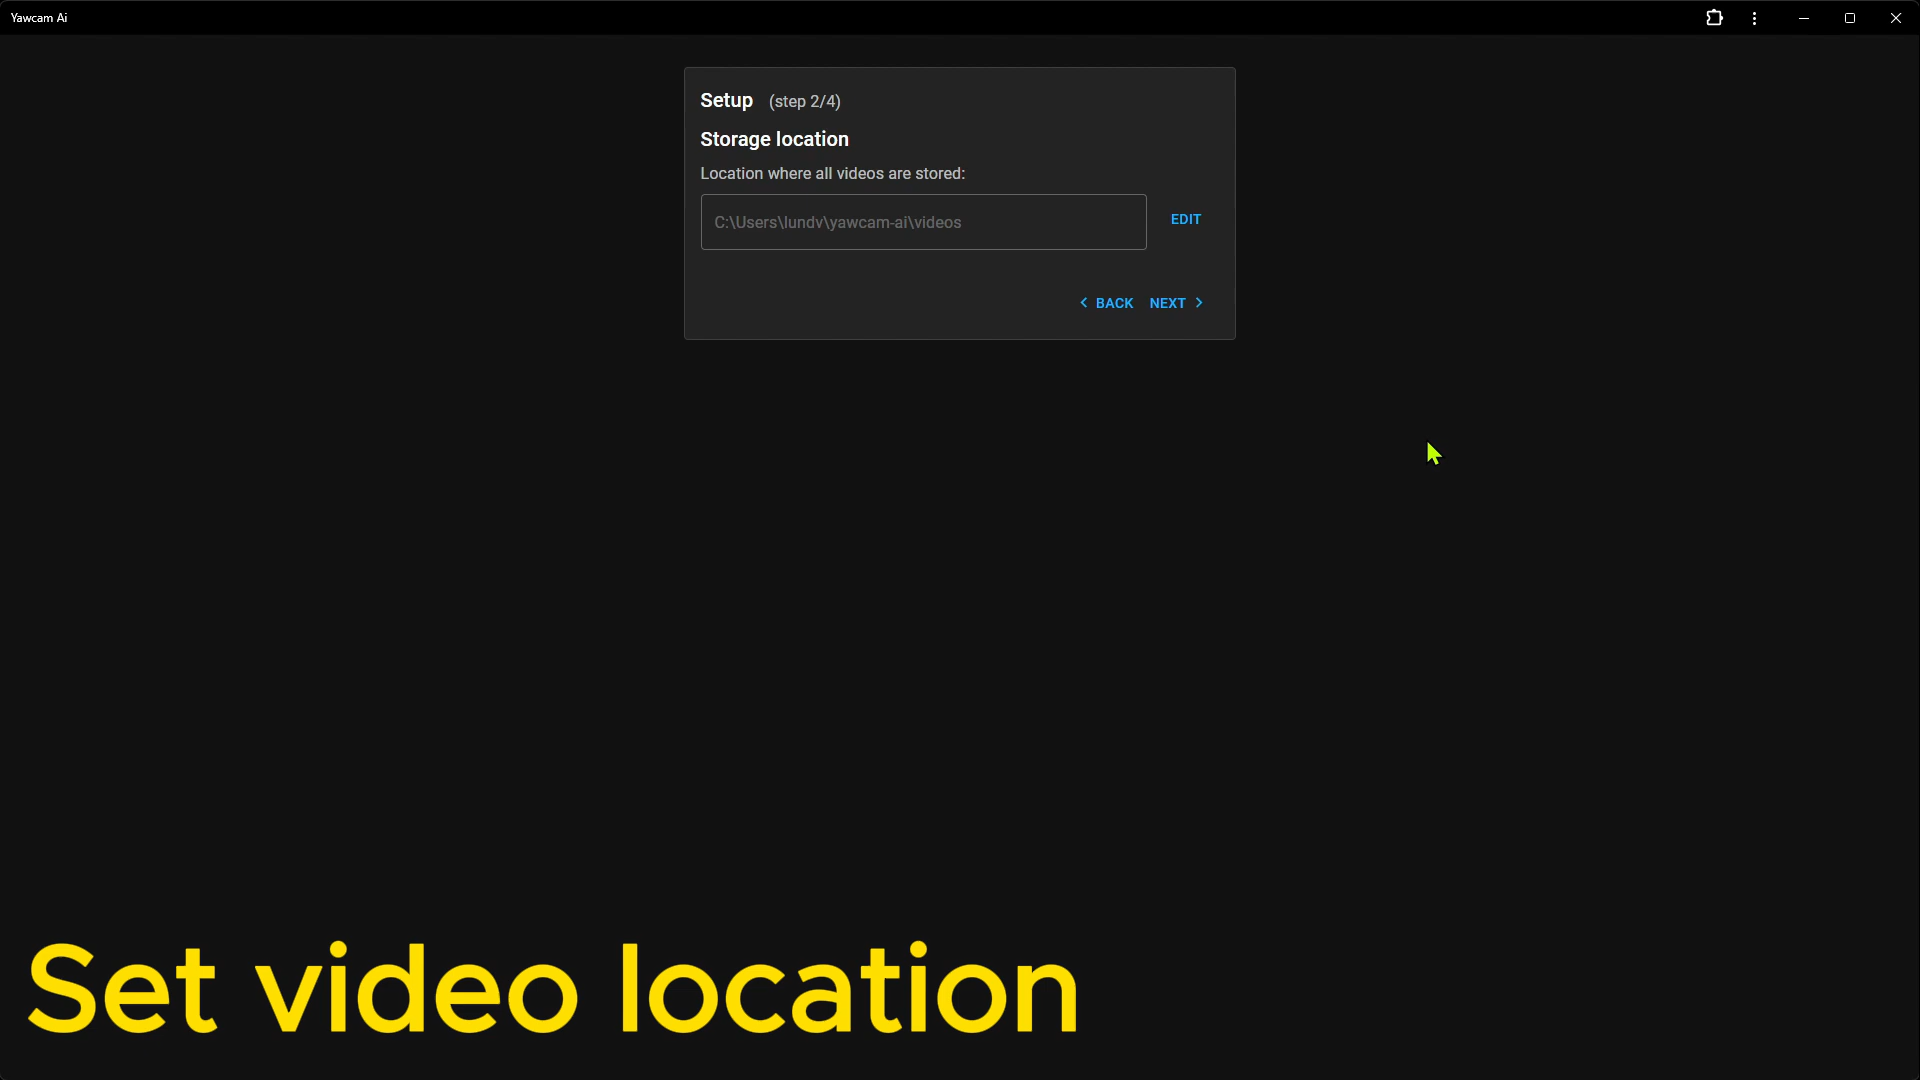 Yawcam Ai
Setup (step 2/4)
Storage location
Location where all videos are stored:
C:\Users\lundv\yawcam-ai\videos
EDIT
BACK NEXT
Set video location